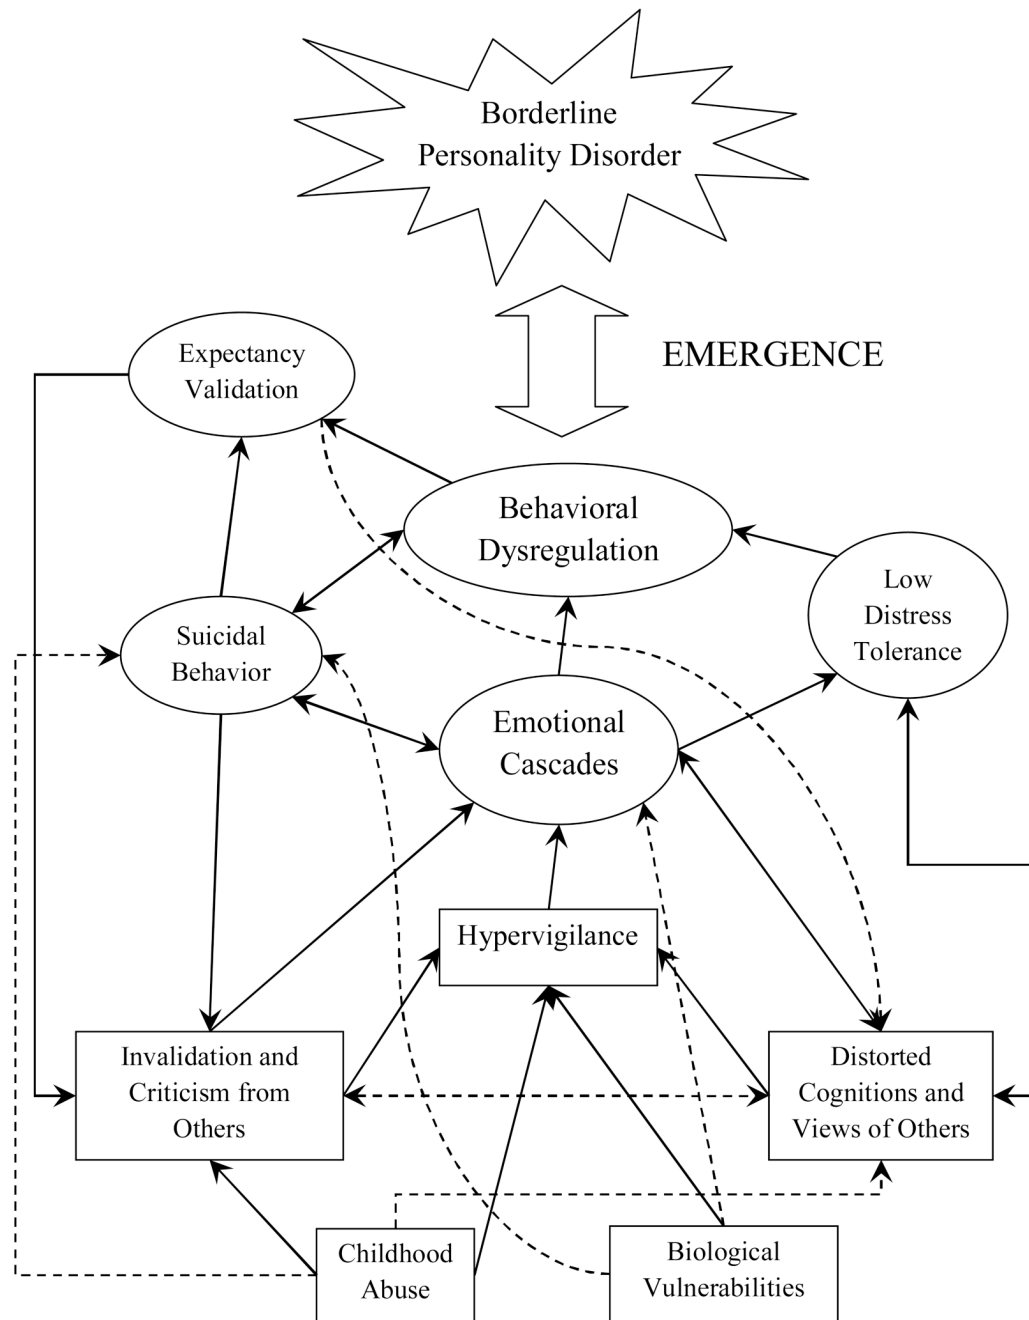 Borderline
Personality Disorder
EMERGENCE
Expectancy
Validation
Behavioral
Dysregulation
Low
Distress
Tolerance
Suicidal
Behavior
Emotional
Cascades
Hypervigilance
Invalidation and
Criticism from
Others
Distorted
Cognitions and
Views of Others
Childhood
Abuse
Biological
Vulnerabilities